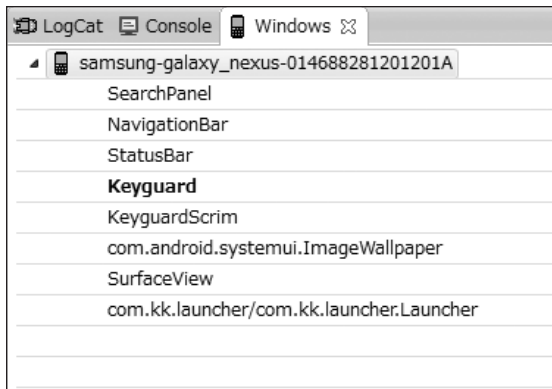 LogCat Console Windows
samsung-galaxy_nexus-014688281201201A
SearchPanel
NavigationBar
StatusBar
Keyguard
KeyguardScrim
com.android.systemui.ImageWallpaper
SurfaceView
com.kk.launcher/com.kk.launcher.Launcher